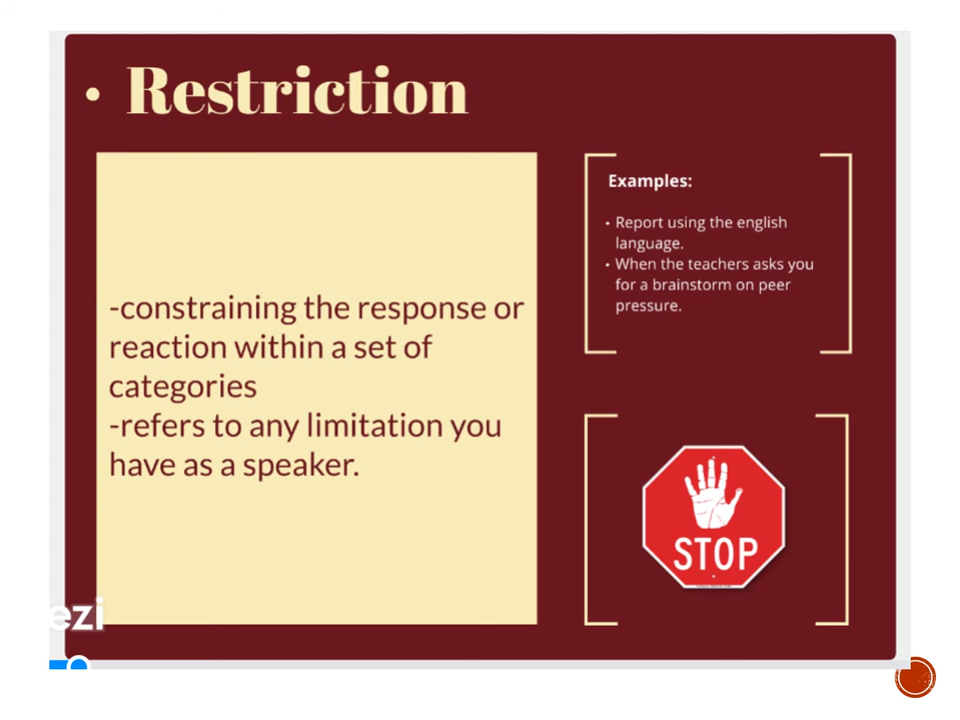 • Restriction
-constraining the response or
reaction within a set of
categories
-refers to any limitation you
have as a speaker.
Examples:
• Report using the english
language.
• When the teachers asks you
for a brainstorm on peer
pressure.
STOP
ezi